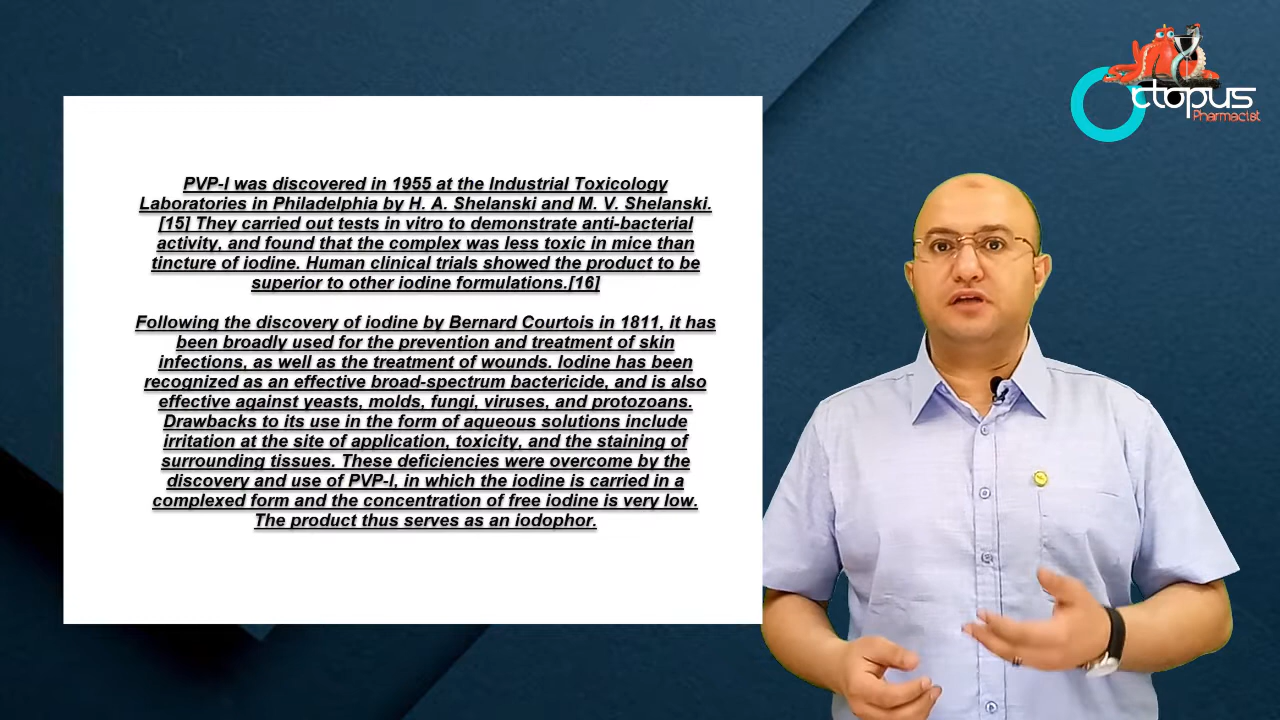 PVP-I was discovered in 1955 at the Industrial Toxicology
Laboratories in Philadelphia by H. A. Shelanski and M. V. Shelanski.
[15] They carried out tests in vitro to demonstrate anti-bacterial
activity, and found that the complex was less toxic in mice than
tincture of iodine. Human clinical trials showed the product to be
superior to other iodine formulations.[16]
Following the discovery of iodine by Bernard Courtois in 1811, it has
been broadly used for the prevention and treatment of skin
infections, as well as the treatment of wounds. Iodine has been
recognized as an effective broad-spectrum bactericide, and is also
effective against yeasts, molds, fungi, viruses, and protozoans.
Drawbacks to its use in the form of aqueous solutions include
irritation at the site of application, toxicity, and the staining of
surrounding tissues. These deficiencies were overcome by the
discovery and use of PVP-I, in which the iodine is carried in a
complexed form and the concentration of free iodine is very low.
The product thus serves as an iodophor.
Octopus
Pharmacist